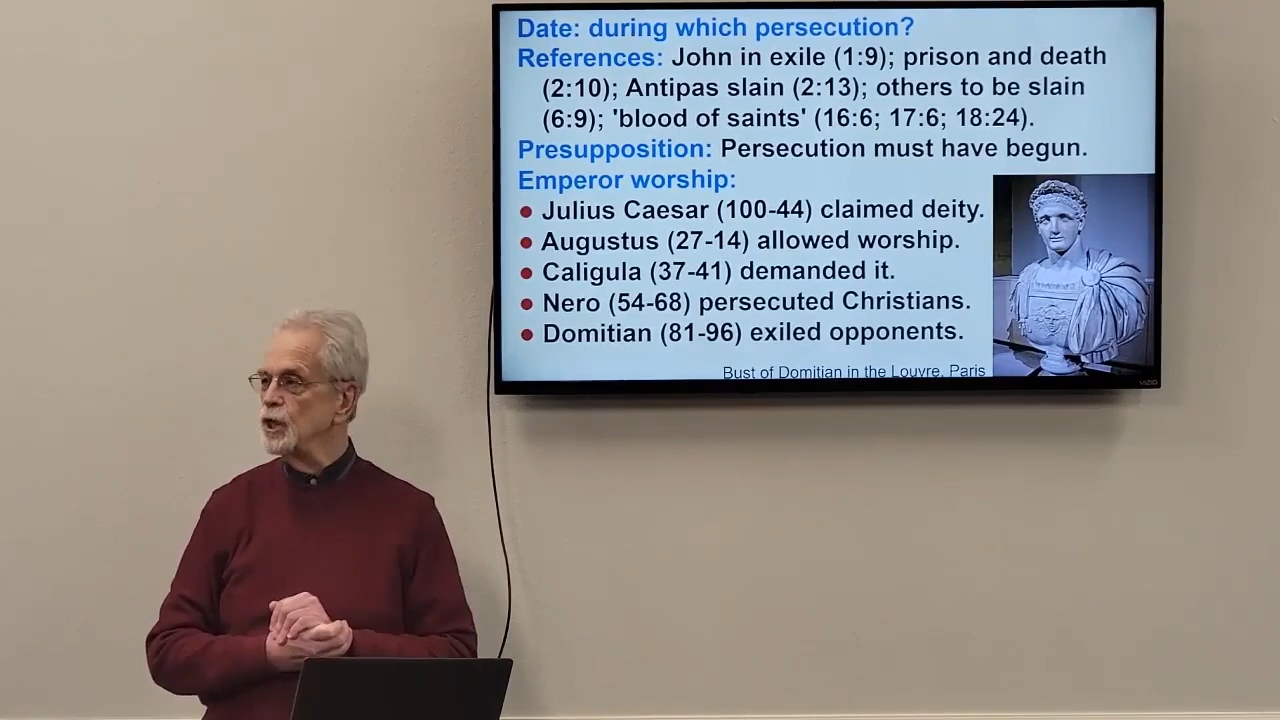 Date: during which persecution?
References: John in exile (1:9); prison and death
(2:10); Antipas slain (2:13); others to be slain
(6:9); 'blood of saints' (16:6; 17:6; 18:24).
Presupposition: Persecution must have begun.
Emperor worship:
● Julius Caesar (100-44) claimed deity.
● Augustus (27-14) allowed worship.
● Caligula (37-41) demanded it.
● Nero (54-68) persecuted Christians.
● Domitian (81-96) exiled opponents.
Bust of Domitian in the Louvre, Paris
VIZIO